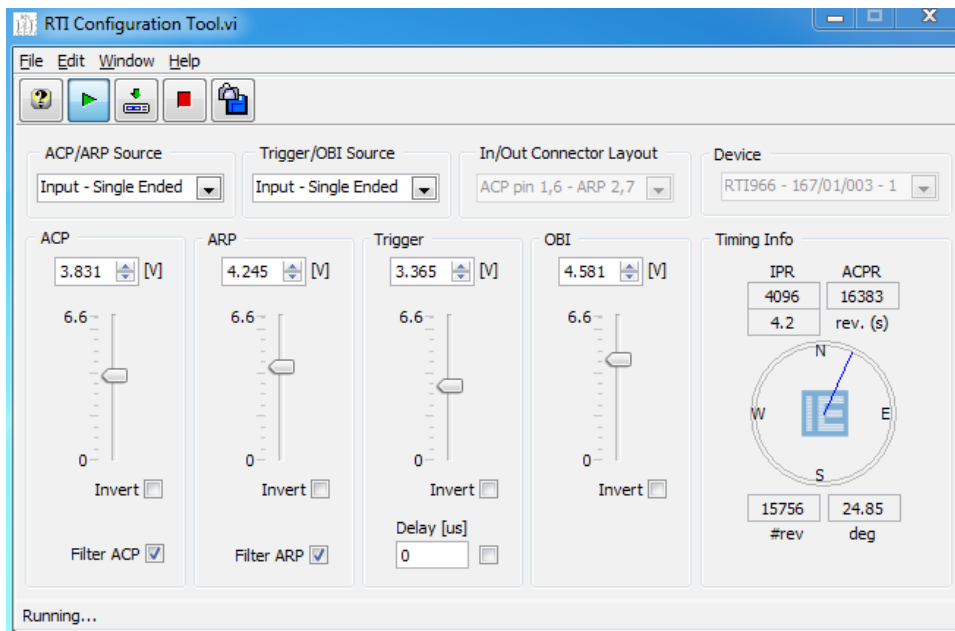 RTI Configuration Tool.vi
File Edit Window Help
ACP/ARP Source
Input - Single Ended
Trigger/OBI Source
Input - Single Ended
In/Out Connector Layout
ACP pin 1,6 - ARP 2,7
Device
RTI966 - 167/01/003 - 1
ACP
3.831 [V]
6.6
0
Invert
Filter ACP
ARP
4.245 [V]
6.6
0
Invert
Filter ARP
Trigger
3.365 [V]
6.6
0
Invert
Delay [us]
0
OBI
4.581 [V]
6.6
0
Invert
Timing Info
IPR ACPR
4096 16383
4.2 rev. (s)
N
W E
S
15756 24.85
#rev deg
Running...